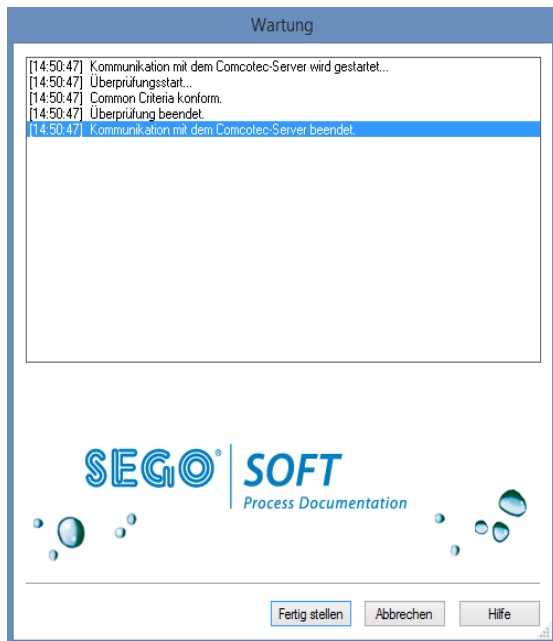 Wartung
[14:50:47] Kommunikation mit dem Comcotec-Server wird gestartet...
[14:50:47] Überprüfungsstart...
[14:50:47] Common Criteria konform.
[14:50:47] Überprüfung beendet.
[14:50:47] Kommunikation mit dem Comcotec-Server beendet.
SEGO® SOFT
Process Documentation
Fertig stellen Abbrechen Hilfe